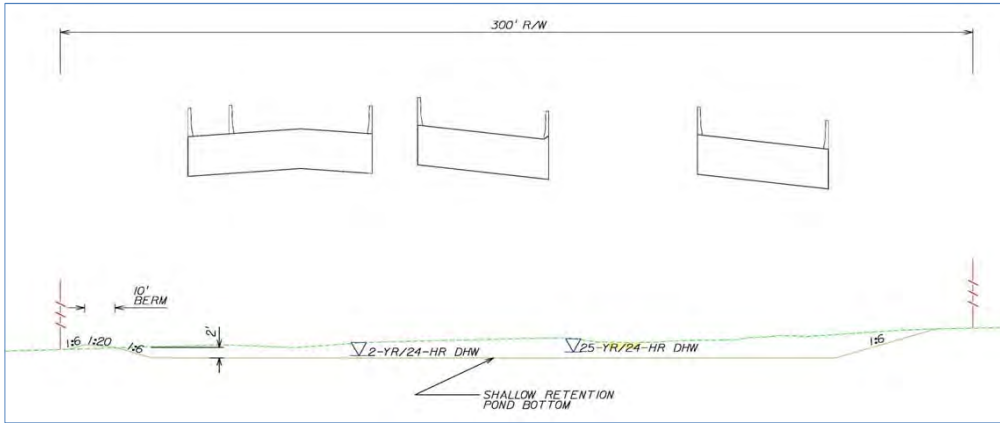 300' R/W
10'
BERM
1:6 1:20 1:6
2'
2-YR/24-HR DHW
25-YR/24-HR DHW
1:6
SHALLOW RETENTION
POND BOTTOM